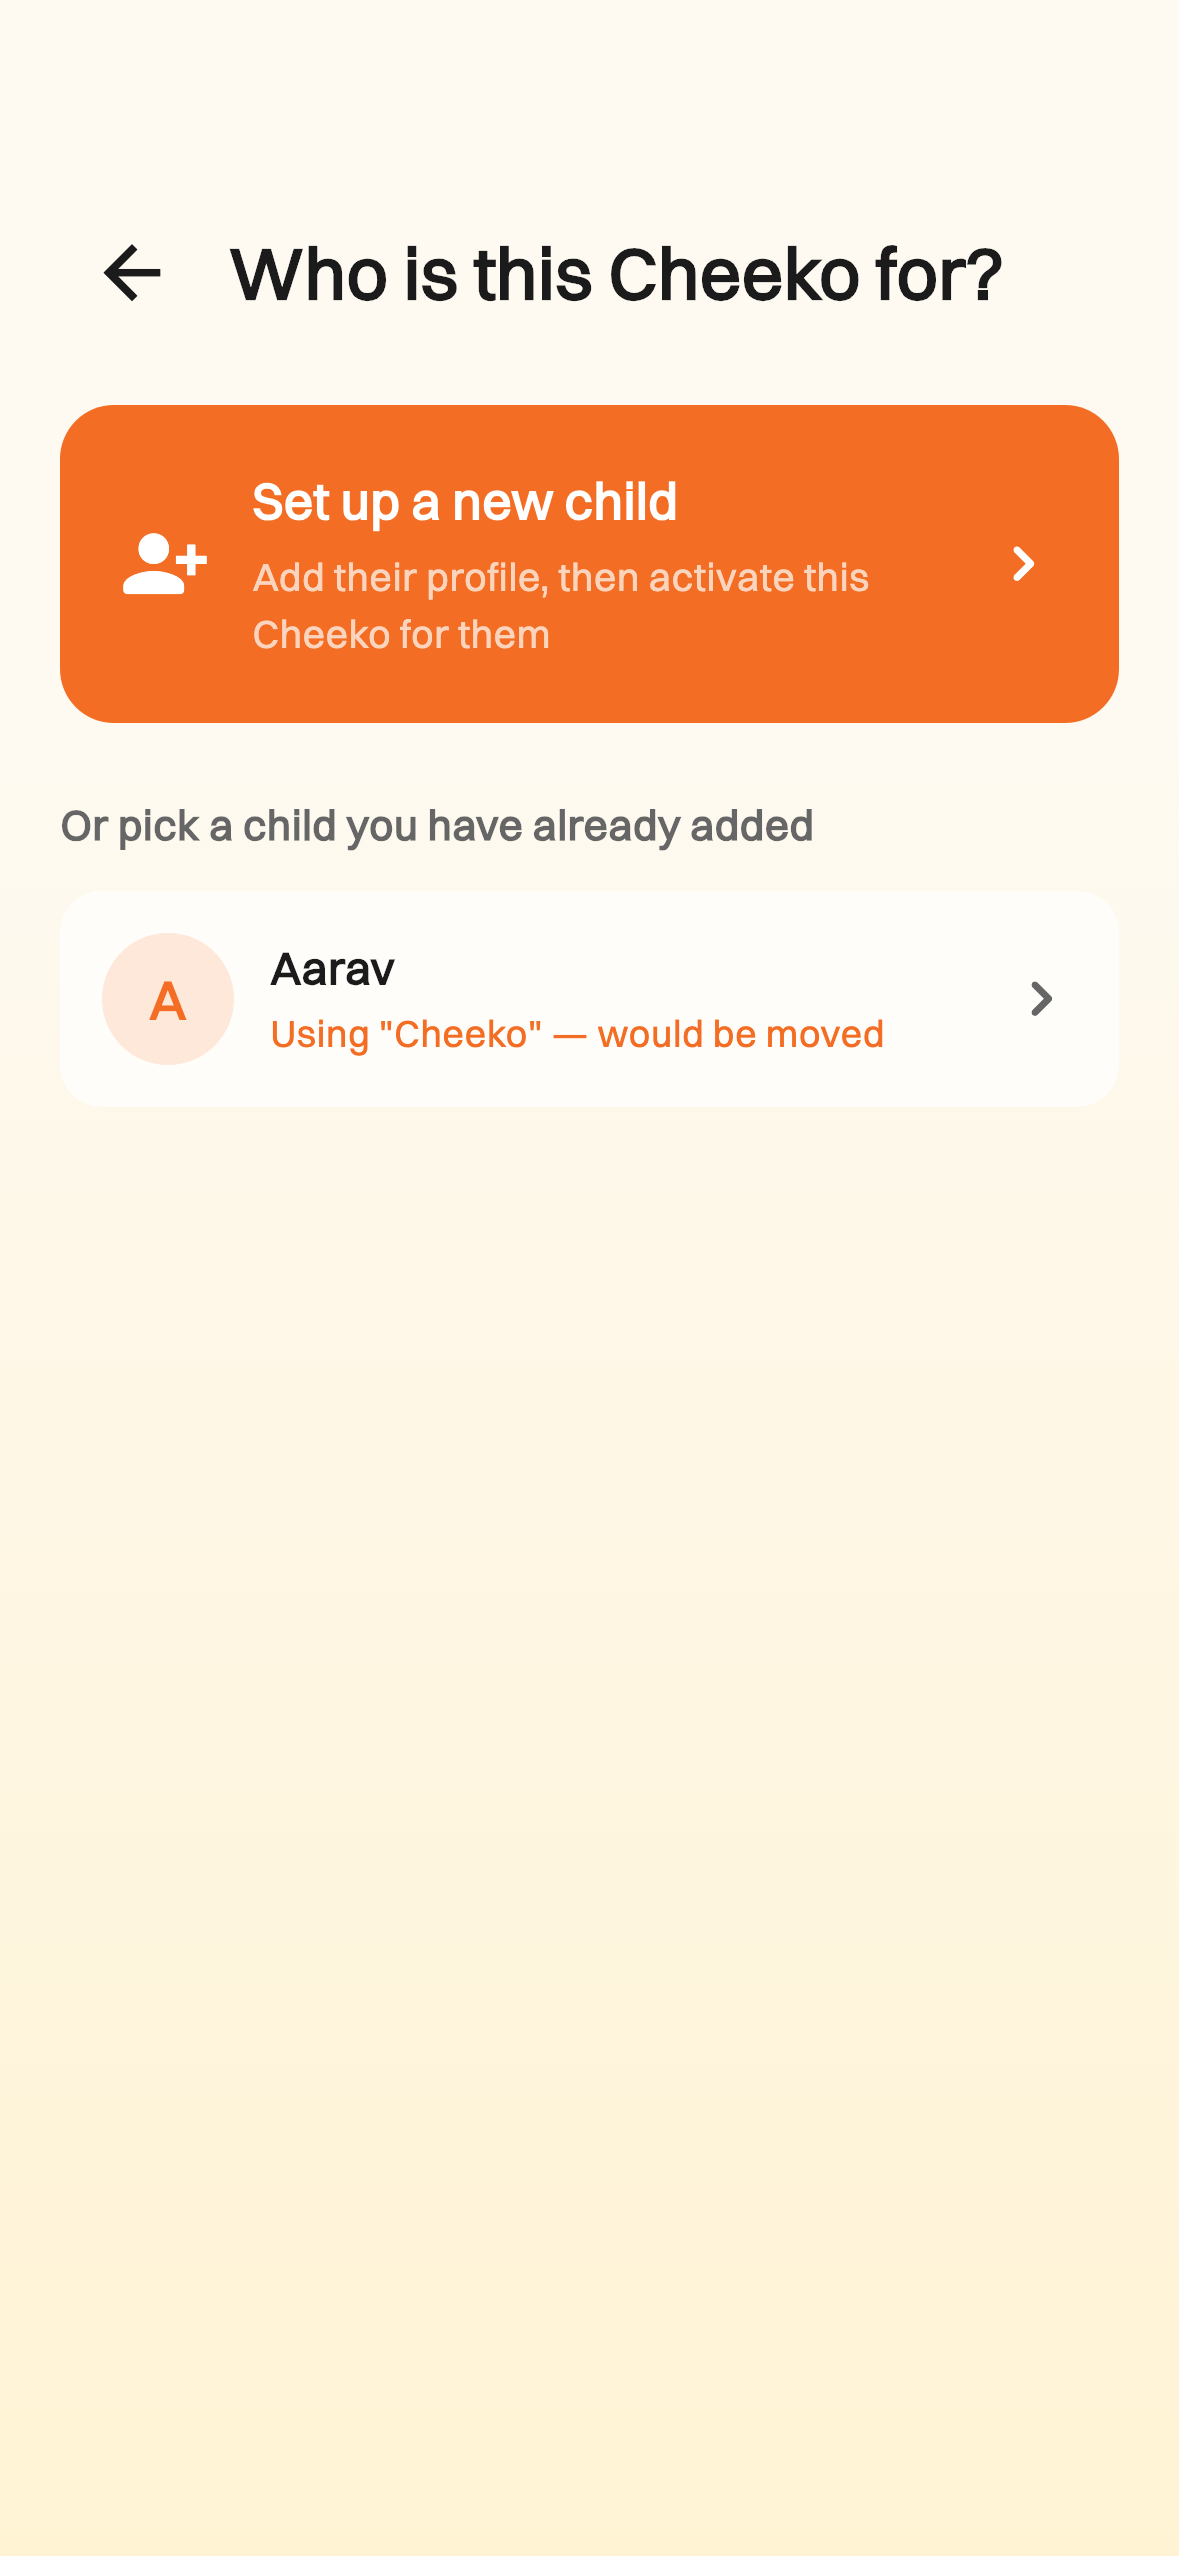 Who is this Cheeko for?
Set up a new child
Add their profile, then activate this
Cheeko for them
Or pick a child you have already added
A
Aarav
Using "Cheeko" — would be moved